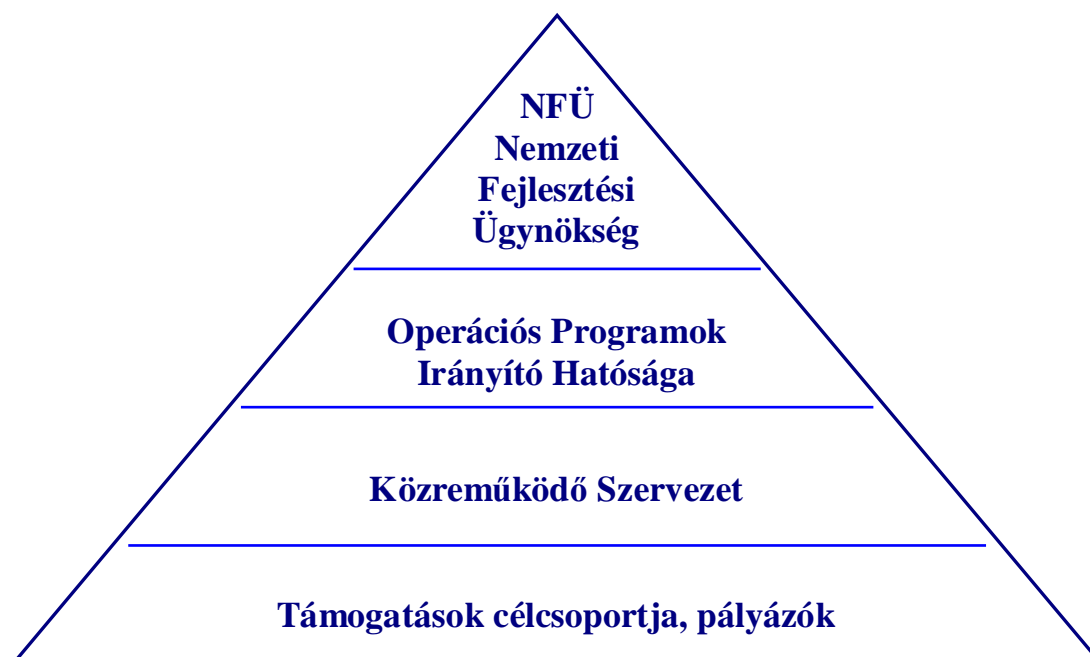 NFÜ
Nemzeti
Fejlesztési
Ügynökség
Operációs Programok
Irányító Hatósága
Közreműködő Szervezet
Támogatások célcsoportja, pályázók